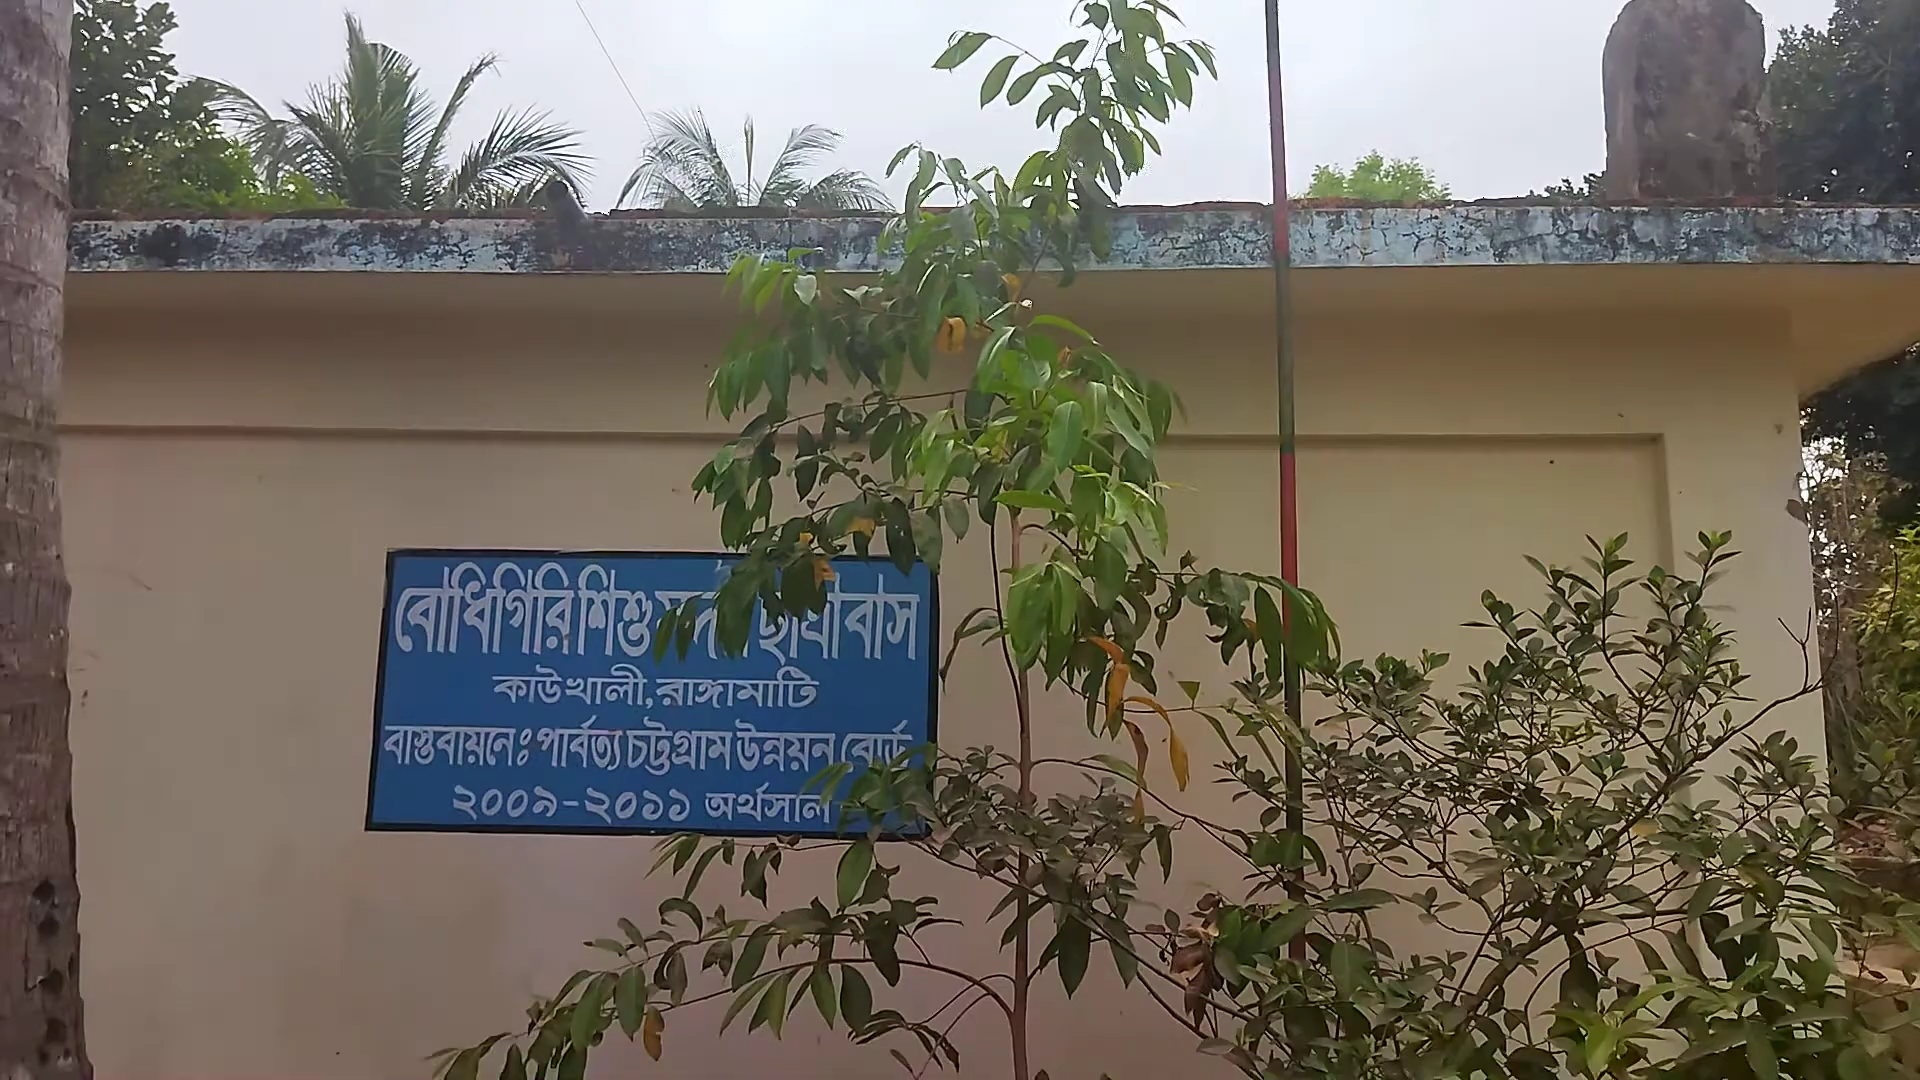 বোধিগিরি শিশু ছাত্রীবাস
কাউখালী, রাঙ্গামাটি
বাস্তবায়নেঃ পার্বত্য চট্টগ্রাম উন্নয়ন বোর্ড
২০০৯-২০১১ অর্থসাল